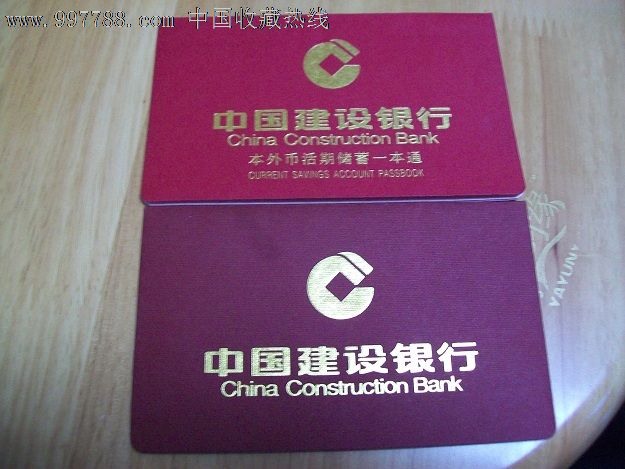 www.997788.com 中国收藏热线
中国建设银行
China Construction Bank
本外币活期储蓄一本通
CURRENT SAVINGS ACCOUNT PASSBOOK
YAYUN
中国建设银行
China Construction Bank